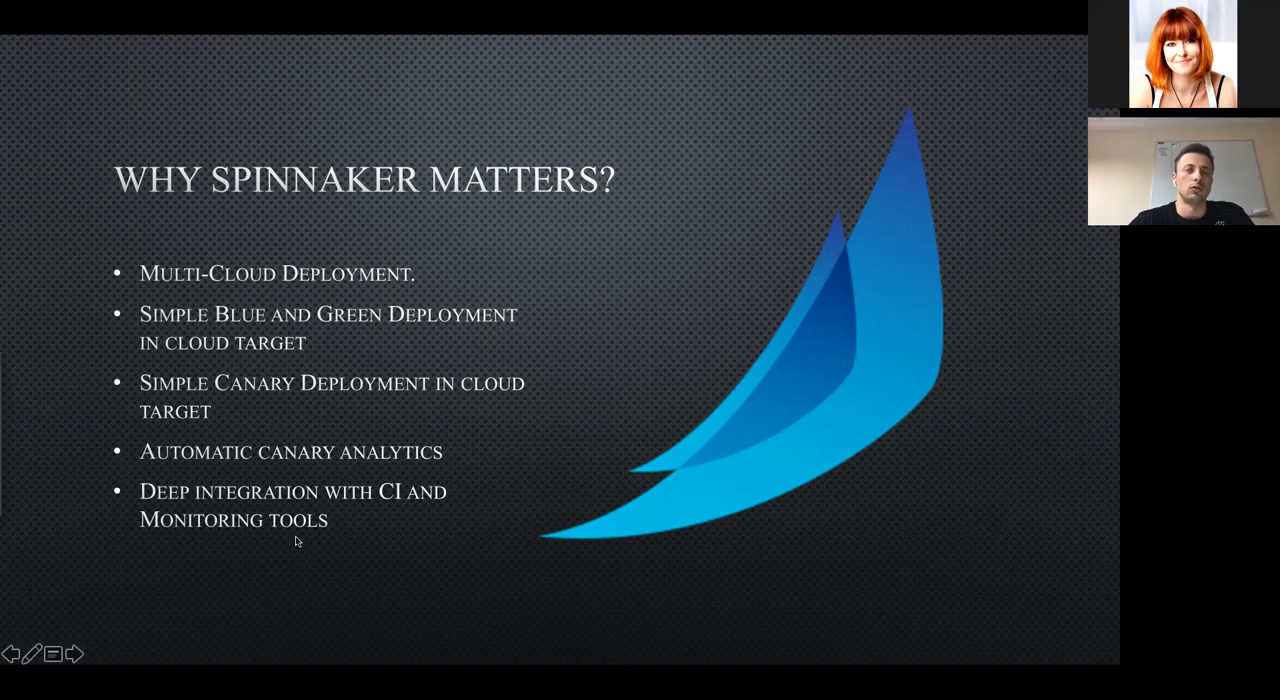 WHY SPINNAKER MATTERS?
• MULTI-CLOUD DEPLOYMENT.
• SIMPLE BLUE AND GREEN DEPLOYMENT
IN CLOUD TARGET
• SIMPLE CANARY DEPLOYMENT IN CLOUD
TARGET
• AUTOMATIC CANARY ANALYTICS
• DEEP INTEGRATION WITH CI AND
MONITORING TOOLS